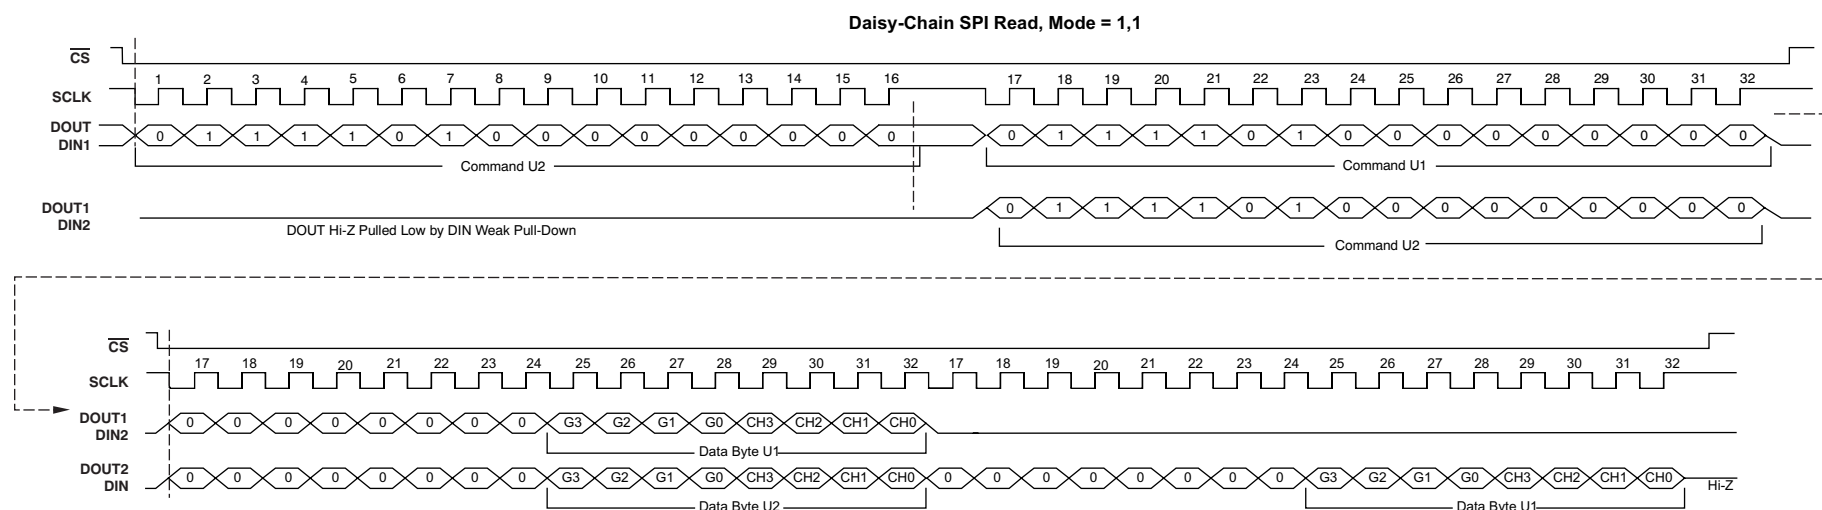 Daisy-Chain SPI Read, Mode = 1,1
CS
1 2 3 4 5 6 7 8 9 10 11 12 13 14 15 16 17 18 19 20 21 22 23 24 25 26 27 28 29 30 31 32
SCLK
DOUT
DIN1
0 1 1 1 1 0 1 0 0 0 0 0 0 0 0 0 0 1 1 1 1 0 1 0 0 0 0 0 0 0 0 0
Command U2 Command U1
DOUT1
DIN2
0 1 1 1 1 0 1 0 0 0 0 0 0 0 0 0
DOUT Hi-Z Pulled Low by DIN Weak Pull-Down
Command U2
CS
17 18 19 20 21 22 23 24 25 26 27 28 29 30 31 32 17 18 19 20 21 22 23 24 25 26 27 28 29 30 31 32
SCLK
DOUT1
DIN2
0 0 0 0 0 0 0 0 G3 G2 G1 G0 CH3 CH2 CH1 CH0
Data Byte U1
DOUT2
DIN
0 0 0 0 0 0 0 0 G3 G2 G1 G0 CH3 CH2 CH1 CH0 0 0 0 0 0 0 0 0 G3 G2 G1 G0 CH3 CH2 CH1 CH0
Hi-Z
Data Byte U2 Data Byte U1